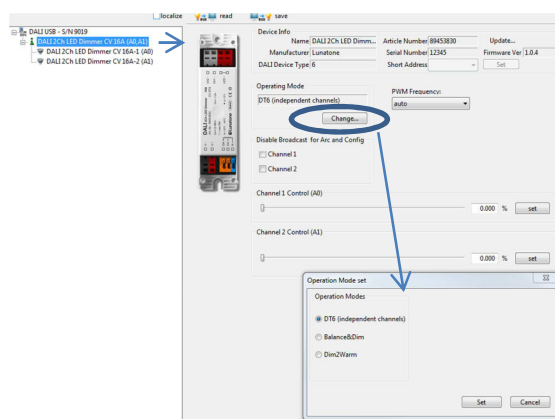 localize read save
DALI USB - S/N 9019
DALI 2Ch LED Dimmer CV 16A (A0,A1)
DALI 2Ch LED Dimmer CV 16A-1 (A0)
DALI 2Ch LED Dimmer CV 16A-2 (A1)
Device Info
Name DALI 2Ch LED Dimm... Article Number 89453830 Update...
Manufacturer Lunatone Serial Number 12345 Firmware Ver 1.0.4
DALI Device Type 6 Short Address Set
Operating Mode
DT6 (independent channels)
Change...
PWM Frequency:
auto
Disable Broadcast for Arc and Config
Channel 1
Channel 2
Channel 1 Control (A0)
0.000 % set
Channel 2 Control (A1)
0.000 % set
Operation Mode set
Operation Modes
DT6 (independent channels)
Balance&Dim
Dim2Warm
Set Cancel